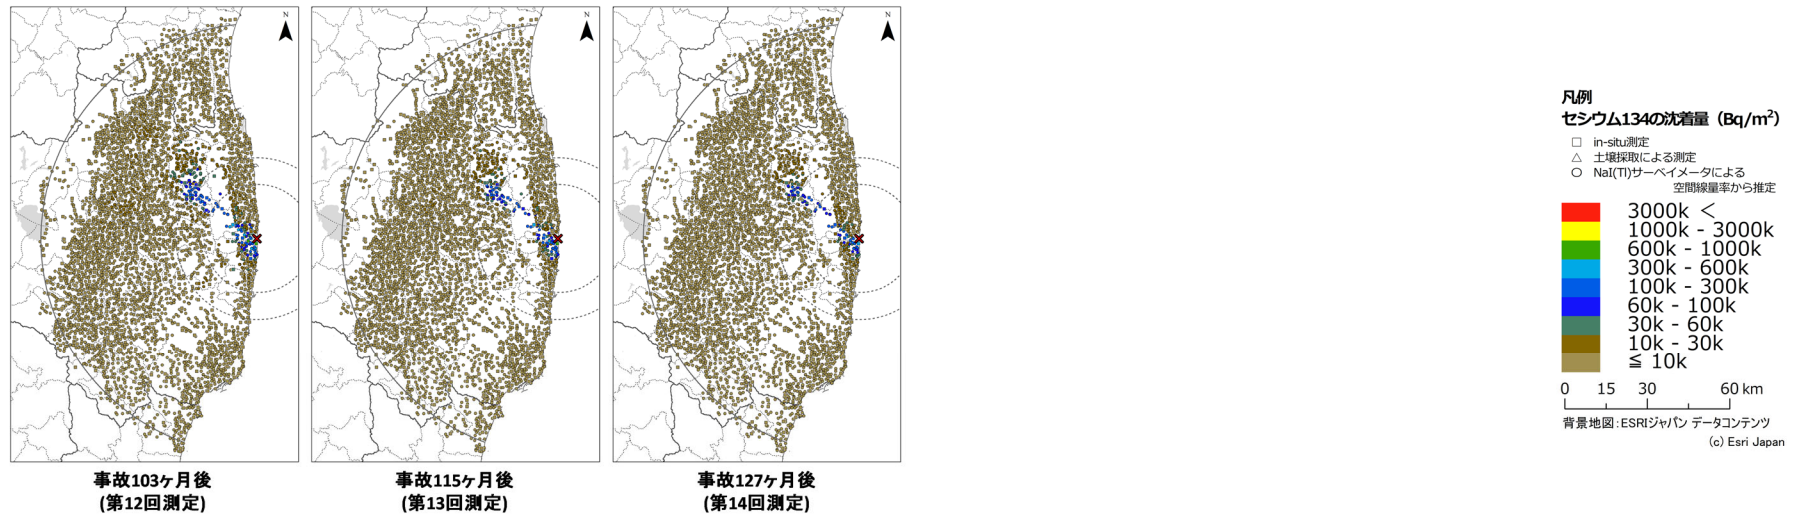 N
N
N
事故103ヶ月後
(第12回測定)
事故115ヶ月後
(第13回測定)
事故127ヶ月後
(第14回測定)
凡例
セシウム134の沈着量（Bq/m²）
□ in-situ測定
△ 土壌採取による測定
○ NaI(Tl)サーベイメータによる
空間線量率から推定
3000k ＜
1000k - 3000k
600k - 1000k
300k - 600k
100k - 300k
60k - 100k
30k - 60k
10k - 30k
≦ 10k
0 15 30 60 km
背景地図：ESRIジャパン データコンテンツ
(c) Esri Japan